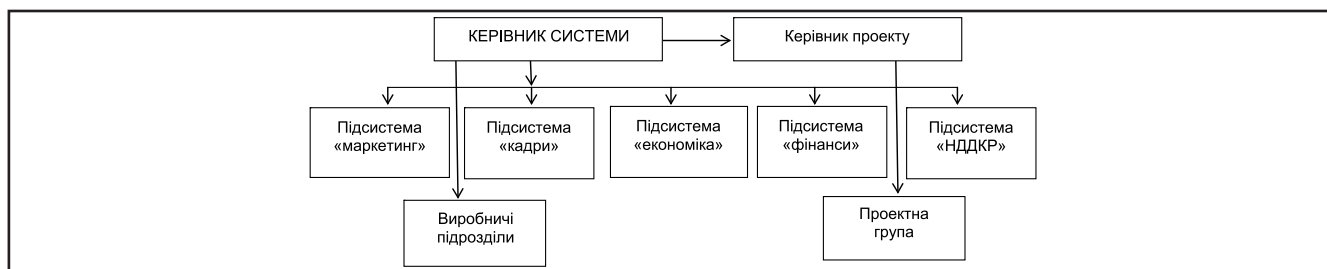 КЕРІВНИК СИСТЕМИ
Керівник проекту
Підсистема
«маркетинг»
Підсистема
«кадри»
Підсистема
«економіка»
Підсистема
«фінанси»
Підсистема
«НДДКР»
Виробничі
підрозділи
Проектна
група